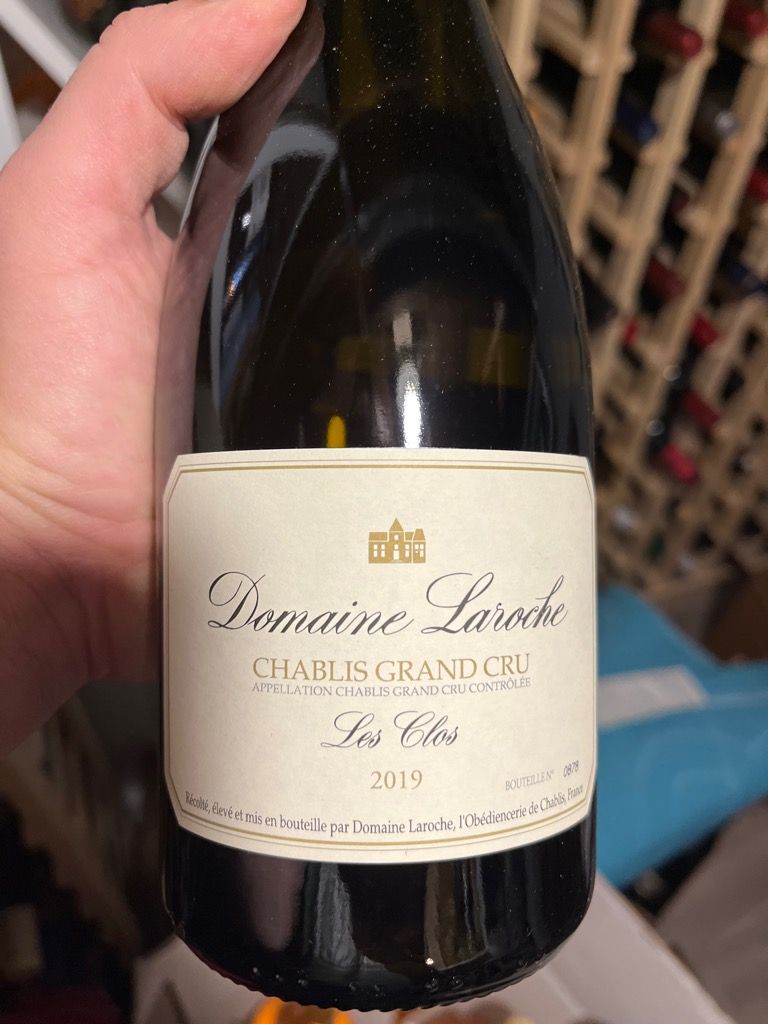 Domaine Laroche
CHABLIS GRAND CRU
APPELLATION CHABLIS GRAND CRU CONTRÔLÉE
Les Clos
2019
BOUTEILLE N° 0878
Récolté, élevé et mis en bouteille par Domaine Laroche, l'Obédiencerie de Chablis, France